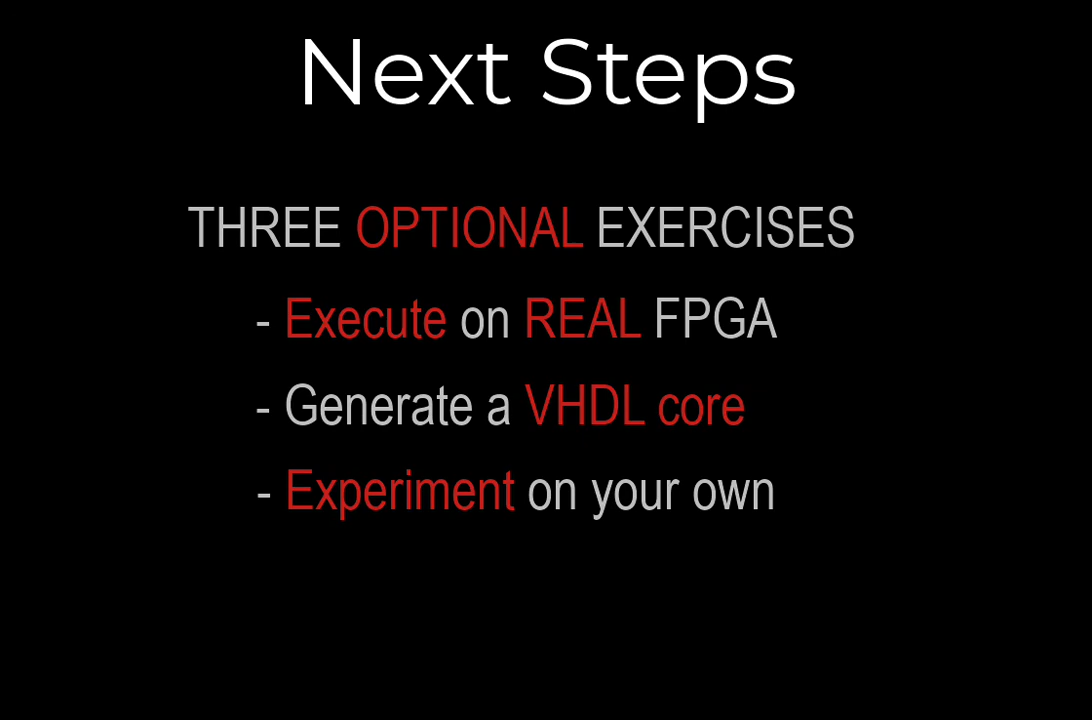 Next Steps
THREE OPTIONAL EXERCISES
- Execute on REAL FPGA
- Generate a VHDL core
- Experiment on your own